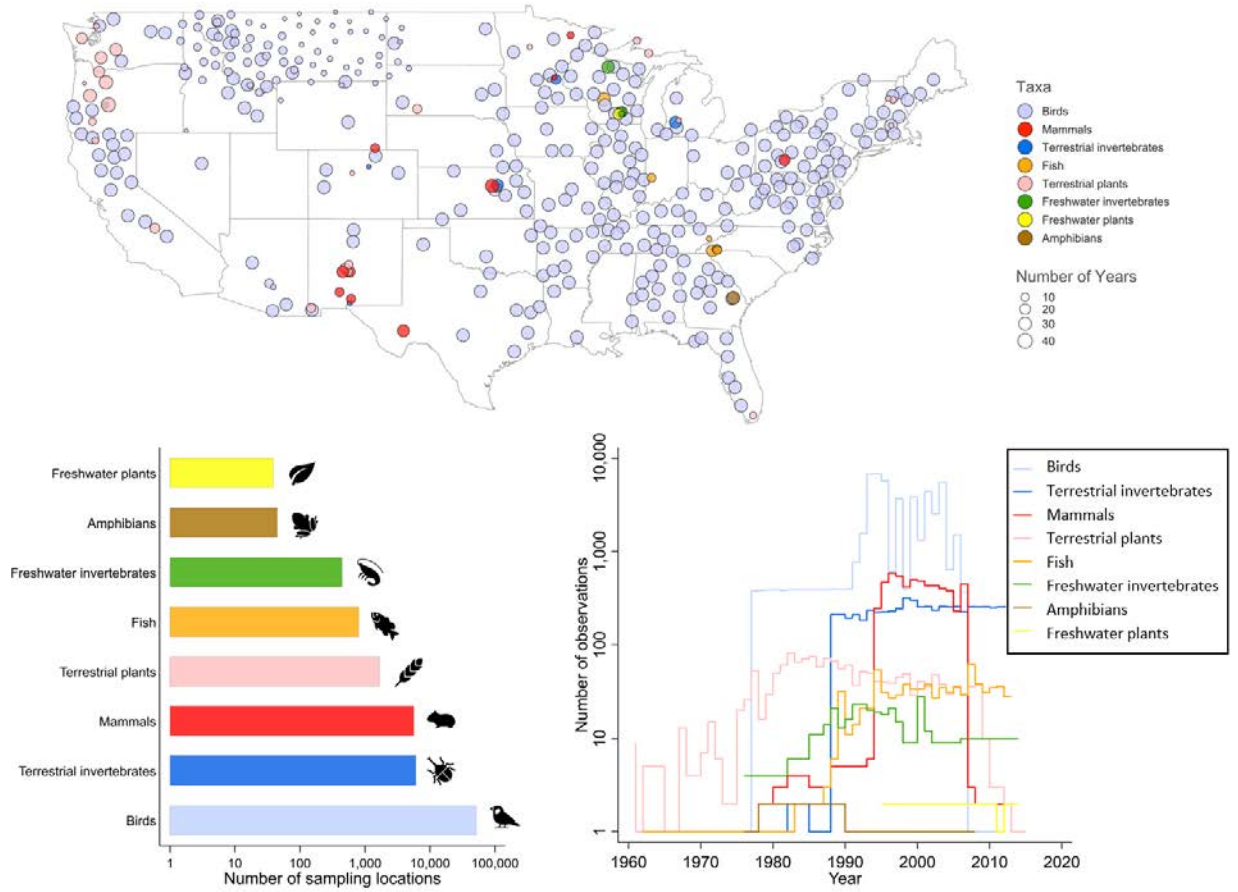 Taxa
Birds
Mammals
Terrestrial invertebrates
Fish
Terrestrial plants
Freshwater invertebrates
Freshwater plants
Amphibians
Number of Years
10
20
30
40
Freshwater plants
Amphibians
Freshwater invertebrates
Fish
Terrestrial plants
Mammals
Terrestrial invertebrates
Birds
1 10 100 1,000 10,000 100,000
Number of sampling locations
Number of observations
10,000
1,000
100
10
1
1960 1970 1980 1990 2000 2010 2020
Year
Birds
Terrestrial invertebrates
Mammals
Terrestrial plants
Fish
Freshwater invertebrates
Amphibians
Freshwater plants